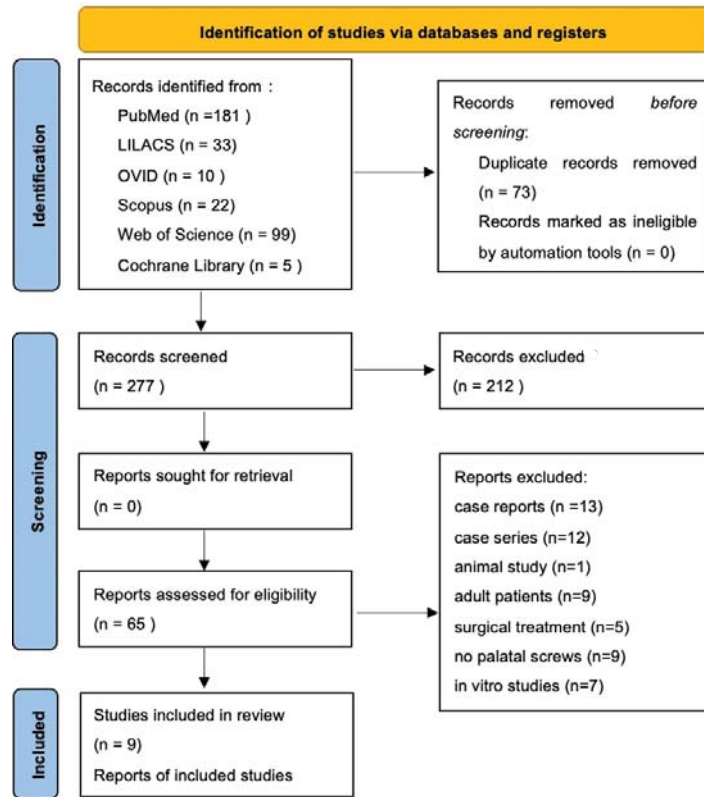 Identification of studies via databases and registers
Identification
Records identified from :
PubMed (n =181 )
LILACS (n = 33)
OVID (n = 10 )
Scopus (n = 22)
Web of Science (n = 99)
Cochrane Library (n = 5 )
Records removed before
screening:
Duplicate records removed
(n = 73)
Records marked as ineligible
by automation tools (n = 0)
Screening
Records screened
(n = 277 )
Records excluded
(n = 212 )
Reports sought for retrieval
(n = 0)
Reports assessed for eligibility
(n = 65 )
Reports excluded:
case reports (n =13)
case series (n=12)
animal study (n=1)
adult patients (n=9)
surgical treatment (n=5)
no palatal screws (n=9)
in vitro studies (n=7)
Included
Studies included in review
(n = 9)
Reports of included studies